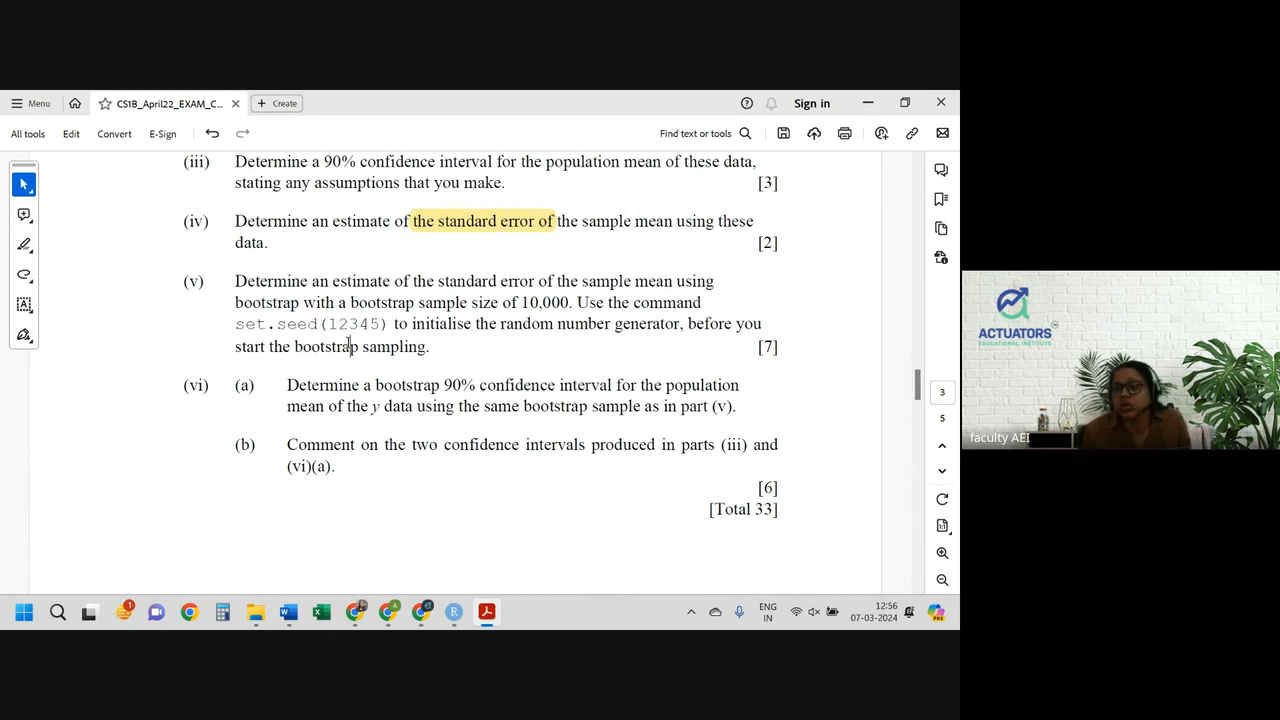 Menu
CS1B_April22_EXAM_C...
Create
Sign in
All tools
Edit
Convert
E-Sign
Find text or tools
(iii) Determine a 90% confidence interval for the population mean of these data,
stating any assumptions that you make. [3]
(iv) Determine an estimate of the standard error of the sample mean using these
data. [2]
(v) Determine an estimate of the standard error of the sample mean using
bootstrap with a bootstrap sample size of 10,000. Use the command
set.seed(12345) to initialise the random number generator, before you
start the bootstrap sampling. [7]
(vi) (a) Determine a bootstrap 90% confidence interval for the population
mean of the y data using the same bootstrap sample as in part (v).
(b) Comment on the two confidence intervals produced in parts (iii) and
(vi)(a).
[6]
[Total 33]
3
5
ACTUATORS
EDUCATIONAL INSTITUTE
faculty AEI
1
ENG
IN
12:56
07-03-2024